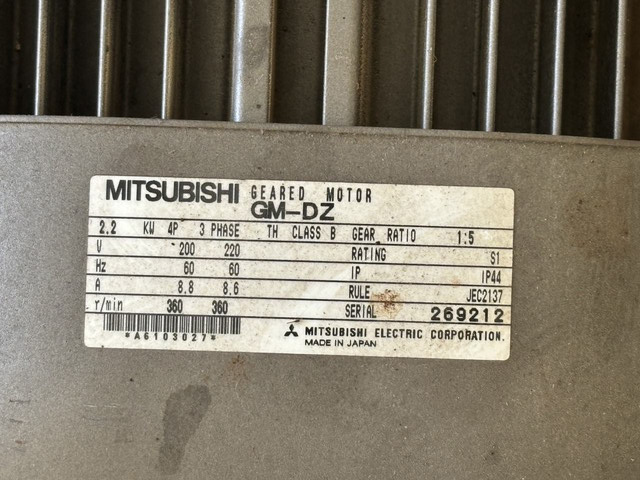 MITSUBISHI GEARED MOTOR
GM-DZ
2.2 KW 4P 3 PHASE TH CLASS B GEAR RATIO 1:5
V 200 220 RATING S1
Hz 60 60 IP IP44
A 8.8 8.6 RULE JEC2137
r/min 360 360 SERIAL 269212
*A6103027*
MITSUBISHI ELECTRIC CORPORATION.
MADE IN JAPAN